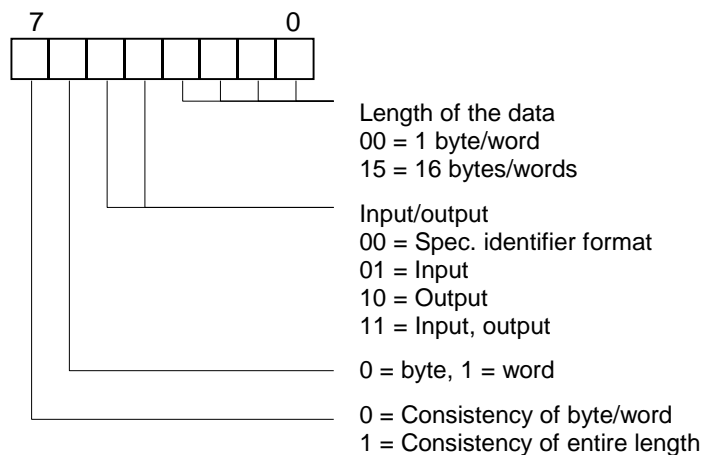 7 0
Length of the data
00 = 1 byte/word
15 = 16 bytes/words
Input/output
00 = Spec. identifier format
01 = Input
10 = Output
11 = Input, output
0 = byte, 1 = word
0 = Consistency of byte/word
1 = Consistency of entire length